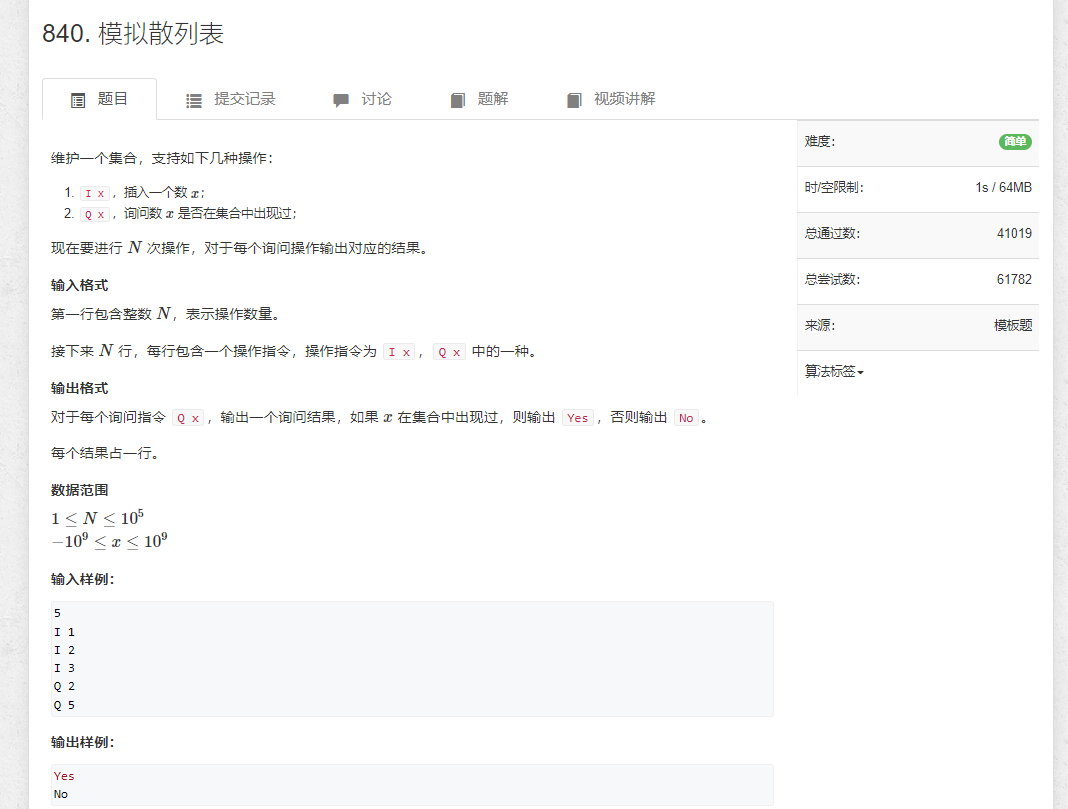 840. 模拟散列表
题目 提交记录 讨论 题解 视频讲解
维护一个集合，支持如下几种操作：
1. I x，插入一个数 x；
2. Q x，询问数 x 是否在集合中出现过；
现在要进行 N 次操作，对于每个询问操作输出对应的结果。
输入格式
第一行包含整数 N，表示操作数量。
接下来 N 行，每行包含一个操作指令，操作指令为 I x，Q x 中的一种。
输出格式
对于每个询问指令 Q x，输出一个询问结果，如果 x 在集合中出现过，则输出 Yes，否则输出 No。
每个结果占一行。
数据范围
1 ≤ N ≤ 10⁵
−10⁹ ≤ x ≤ 10⁹
输入样例：
5
I 1
I 2
I 3
Q 2
Q 5
输出样例：
Yes
No
难度： 简单
时/空限制： 1s / 64MB
总通过数： 41019
总尝试数： 61782
来源： 模板题
算法标签